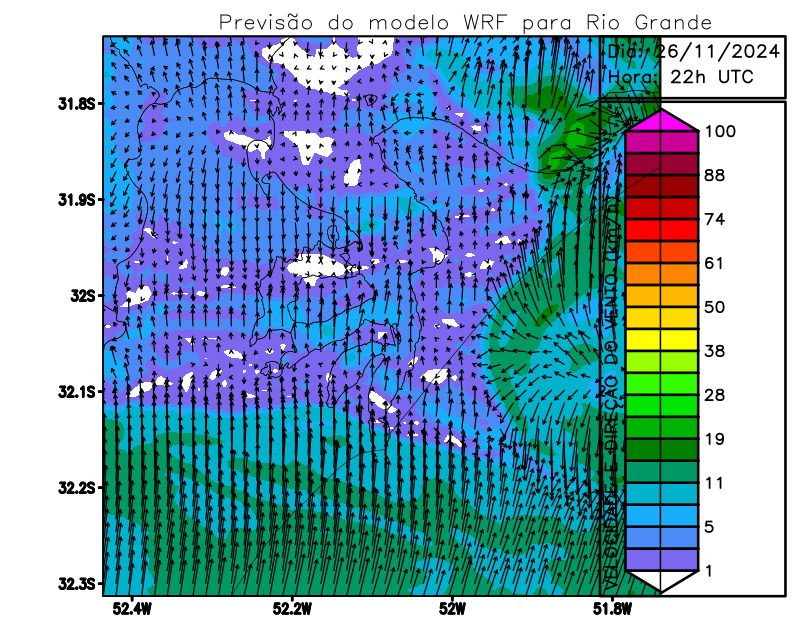 Previsão do modelo WRF para Rio Grande
Dia: 26/11/2024
Hora: 22h UTC
31.8S
31.9S
32S
32.1S
32.2S
32.3S
52.4W
52.2W
52W
51.8W
VELOCIDADE E DIREÇÃO DO VENTO (km/h)
100
88
74
61
50
38
28
19
11
5
1